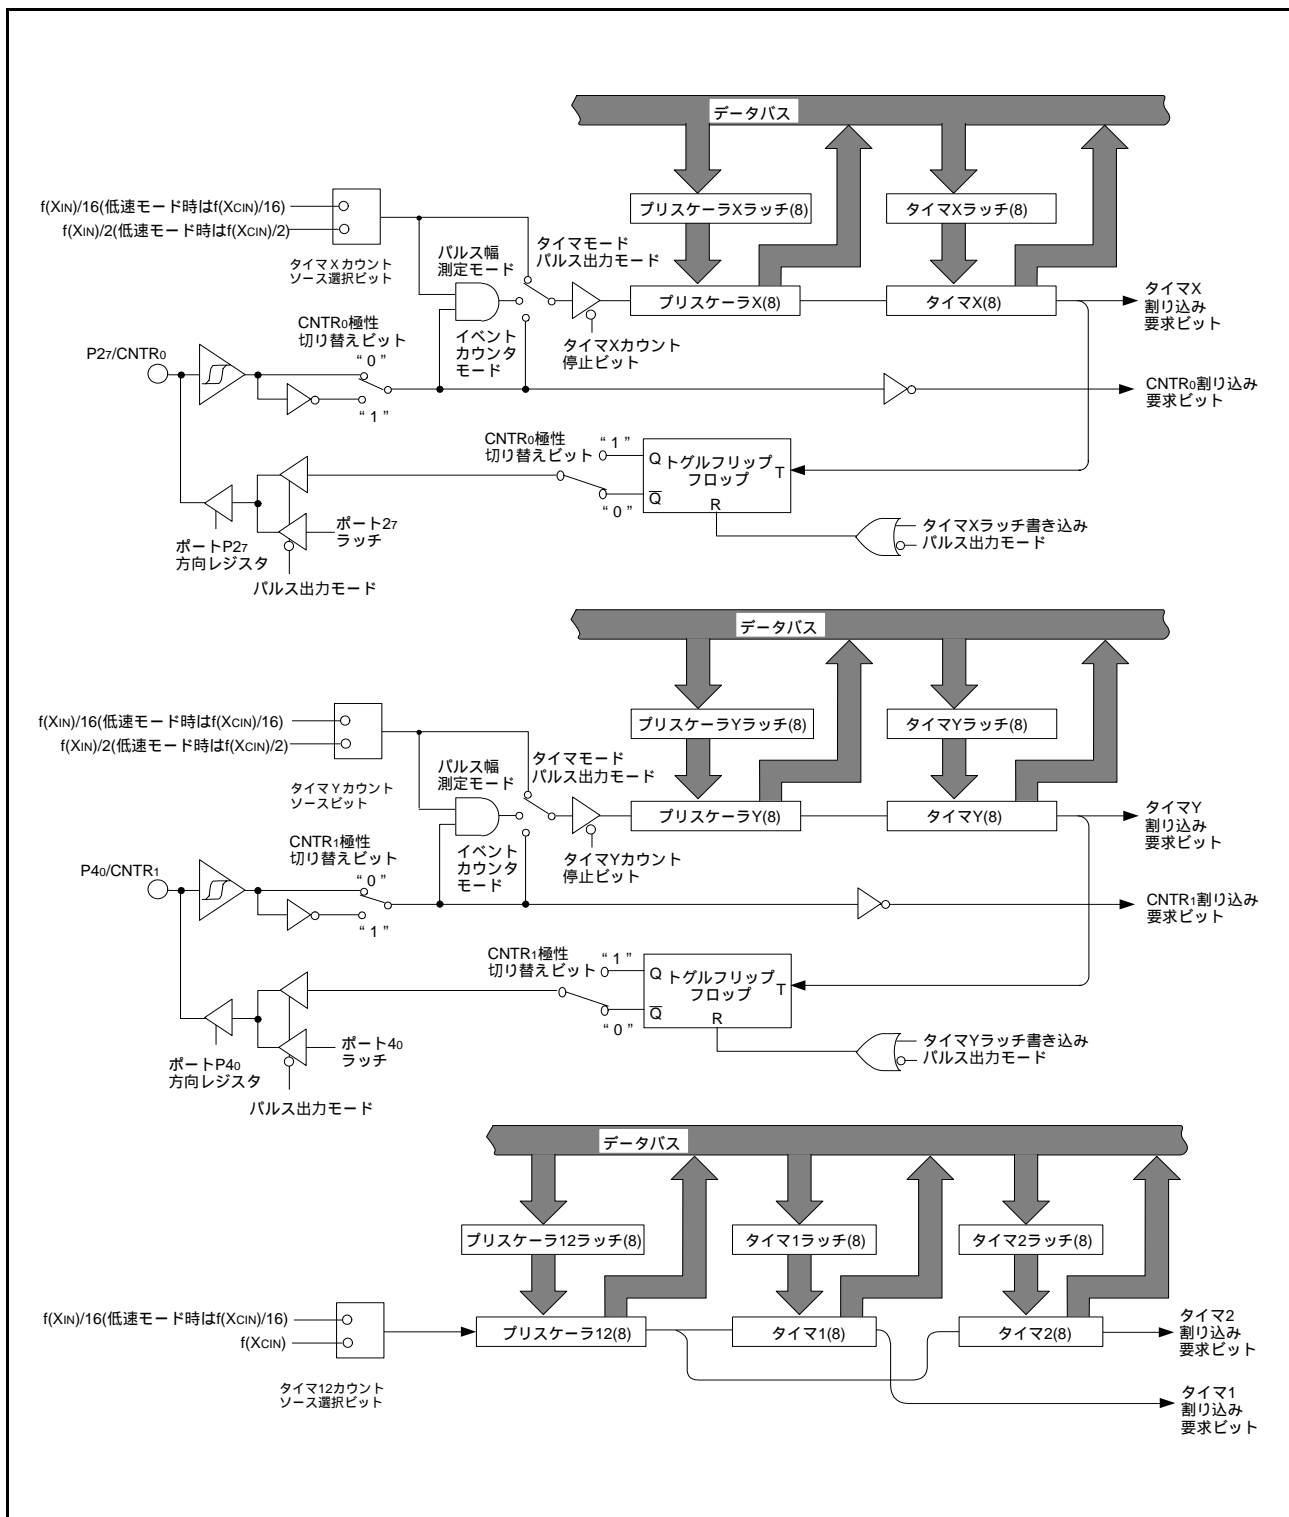 データバス
f(XIN)/16(低速モード時はf(XCIN)/16)
f(XIN)/2(低速モード時はf(XCIN)/2)
タイマXカウント
ソース選択ビット
プリスケーラXラッチ(8)
タイマXラッチ(8)
パルス幅
測定モード
タイマモード
パルス出力モード
プリスケーラX(8)
タイマX(8)
タイマX
割り込み
要求ビット
CNTR0極性
切り替えビット
“ 0 ”
“ 1 ”
イベント
カウンタ
モード
タイマXカウント
停止ビット
P27/CNTR0
CNTR0割り込み
要求ビット
CNTR0極性
切り替えビット
“ 1 ”
“ 0 ”
Q
Q
トグルフリップ
フロップ
T
R
ポート27
ラッチ
ポートP27
方向レジスタ
パルス出力モード
タイマXラッチ書き込み
パルス出力モード
データバス
f(XIN)/16(低速モード時はf(XCIN)/16)
f(XIN)/2(低速モード時はf(XCIN)/2)
タイマYカウント
ソースビット
プリスケーラYラッチ(8)
タイマYラッチ(8)
パルス幅
測定モード
タイマモード
パルス出力モード
プリスケーラY(8)
タイマY(8)
タイマY
割り込み
要求ビット
CNTR1極性
切り替えビット
“ 0 ”
“ 1 ”
イベント
カウンタ
モード
タイマYカウント
停止ビット
P40/CNTR1
CNTR1割り込み
要求ビット
CNTR1極性
切り替えビット
“ 1 ”
“ 0 ”
Q
Q
トグルフリップ
フロップ
T
R
ポート40
ラッチ
ポートP40
方向レジスタ
パルス出力モード
タイマYラッチ書き込み
パルス出力モード
データバス
プリスケーラ12ラッチ(8)
タイマ1ラッチ(8)
タイマ2ラッチ(8)
f(XIN)/16(低速モード時はf(XCIN)/16)
f(XCIN)
タイマ12カウント
ソース選択ビット
プリスケーラ12(8)
タイマ1(8)
タイマ2(8)
タイマ2
割り込み
要求ビット
タイマ1
割り込み
要求ビット